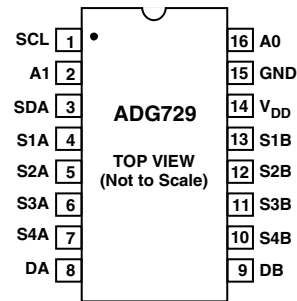 SCL 1 16 A0
A1 2 15 GND
SDA 3 ADG729 14 VDD
S1A 4 13 S1B
S2A 5 TOP VIEW 12 S2B
(Not to Scale)
S3A 6 11 S3B
S4A 7 10 S4B
DA 8 9 DB